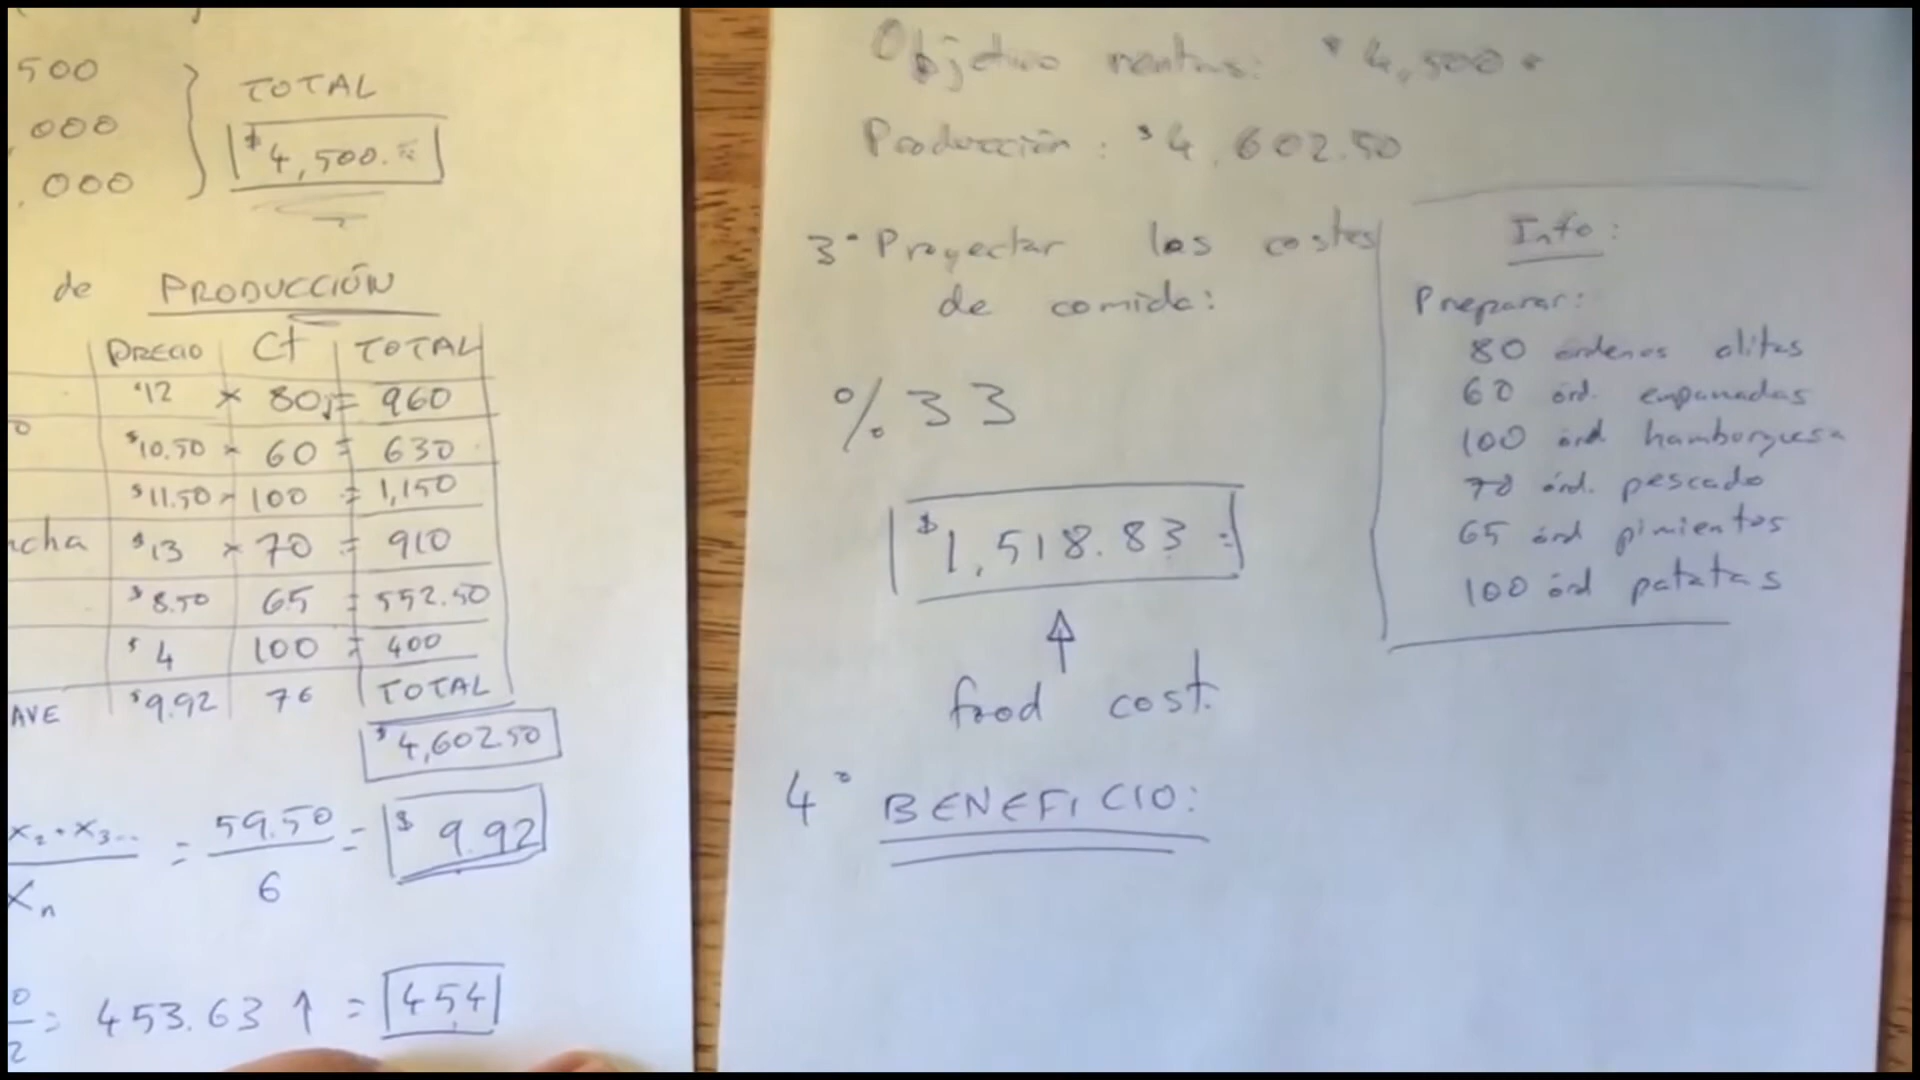 500
000
.000
TOTAL
$4,500.
de PRODUCCIÓN
PRECIO Ct TOTAL
$12 × 80 = 960
$10.50 × 60 = 630
$11.50 × 100 = 1,150
ncha $13 × 70 = 910
$8.50 65 = 552.50
$4 100 = 400
AVE $9.92 76 TOTAL
$4,602.50
x2 + x3... = 59.50 = $9.92
Xn 6
= 453.63 ↑ = 454
2
Objetivo ventas: $4,500
Producción: $4,602.50
3° Proyectar los costes
de comida:
% 33
$1,518.83
food cost.
4° BENEFICIO:
Info:
Preparar:
80 órdenes alitas
60 órd. empanadas
100 órd hamburguesa
70 órd. pescado
65 órd pimientos
100 órd patatas